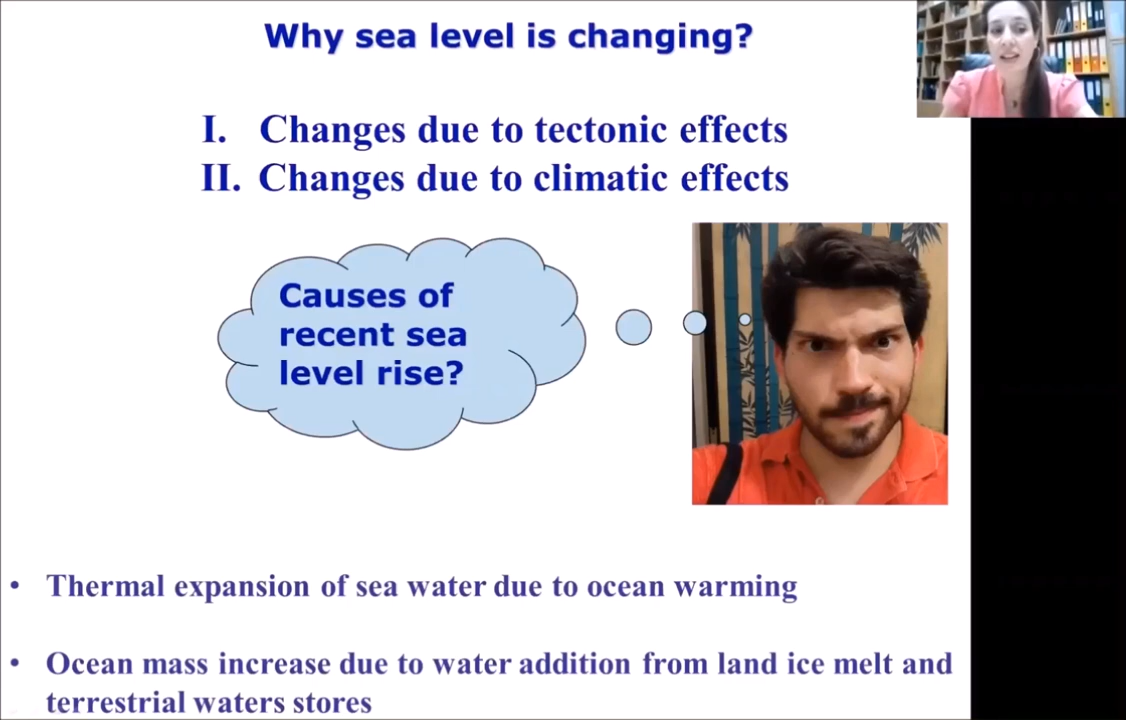 Why sea level is changing?
I. Changes due to tectonic effects
II. Changes due to climatic effects
Causes of
recent sea
level rise?
• Thermal expansion of sea water due to ocean warming
• Ocean mass increase due to water addition from land ice melt and
terrestrial waters stores